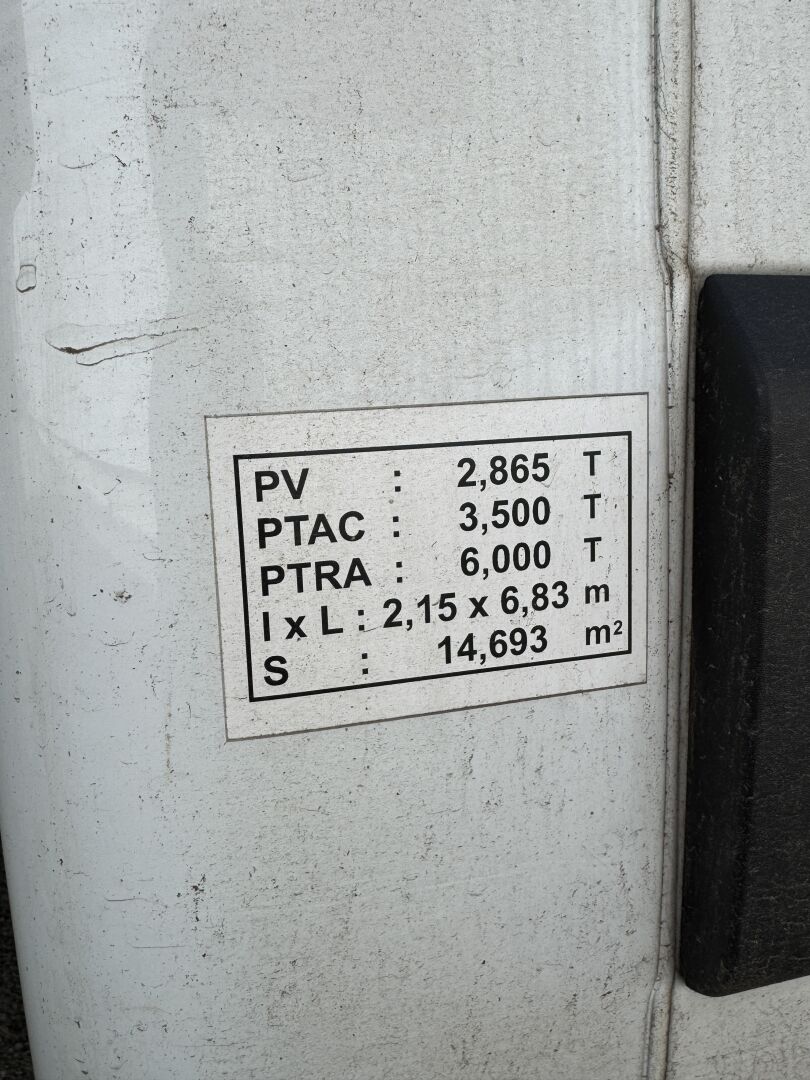 PV : 2,865 T
PTAC : 3,500 T
PTRA : 6,000 T
l x L : 2,15 x 6,83 m
S : 14,693 m²